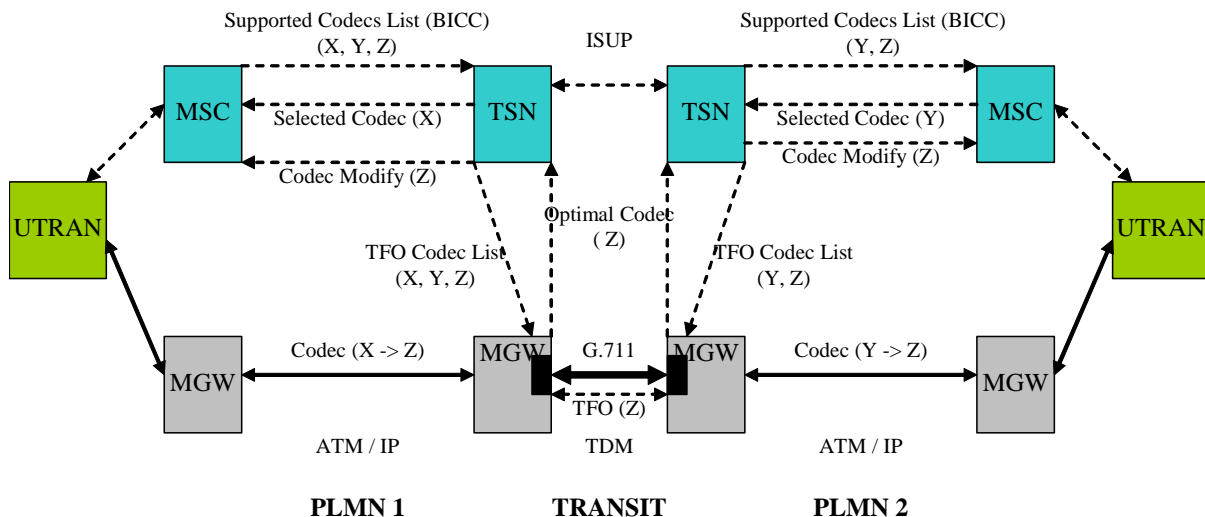 Supported Codecs List (BICC)
(X, Y, Z)
ISUP
Supported Codecs List (BICC)
(Y, Z)
MSC
TSN
TSN
MSC
Selected Codec (X)
Selected Codec (Y)
Codec Modify (Z)
Codec Modify (Z)
UTRAN
UTRAN
Optimal Codec
( Z)
TFO Codec List
(X, Y, Z)
TFO Codec List
(Y, Z)
MGW
Codec (X -> Z)
MGW
G.711
MGW
Codec (Y -> Z)
MGW
TFO (Z)
ATM / IP
TDM
ATM / IP
PLMN 1
TRANSIT
PLMN 2